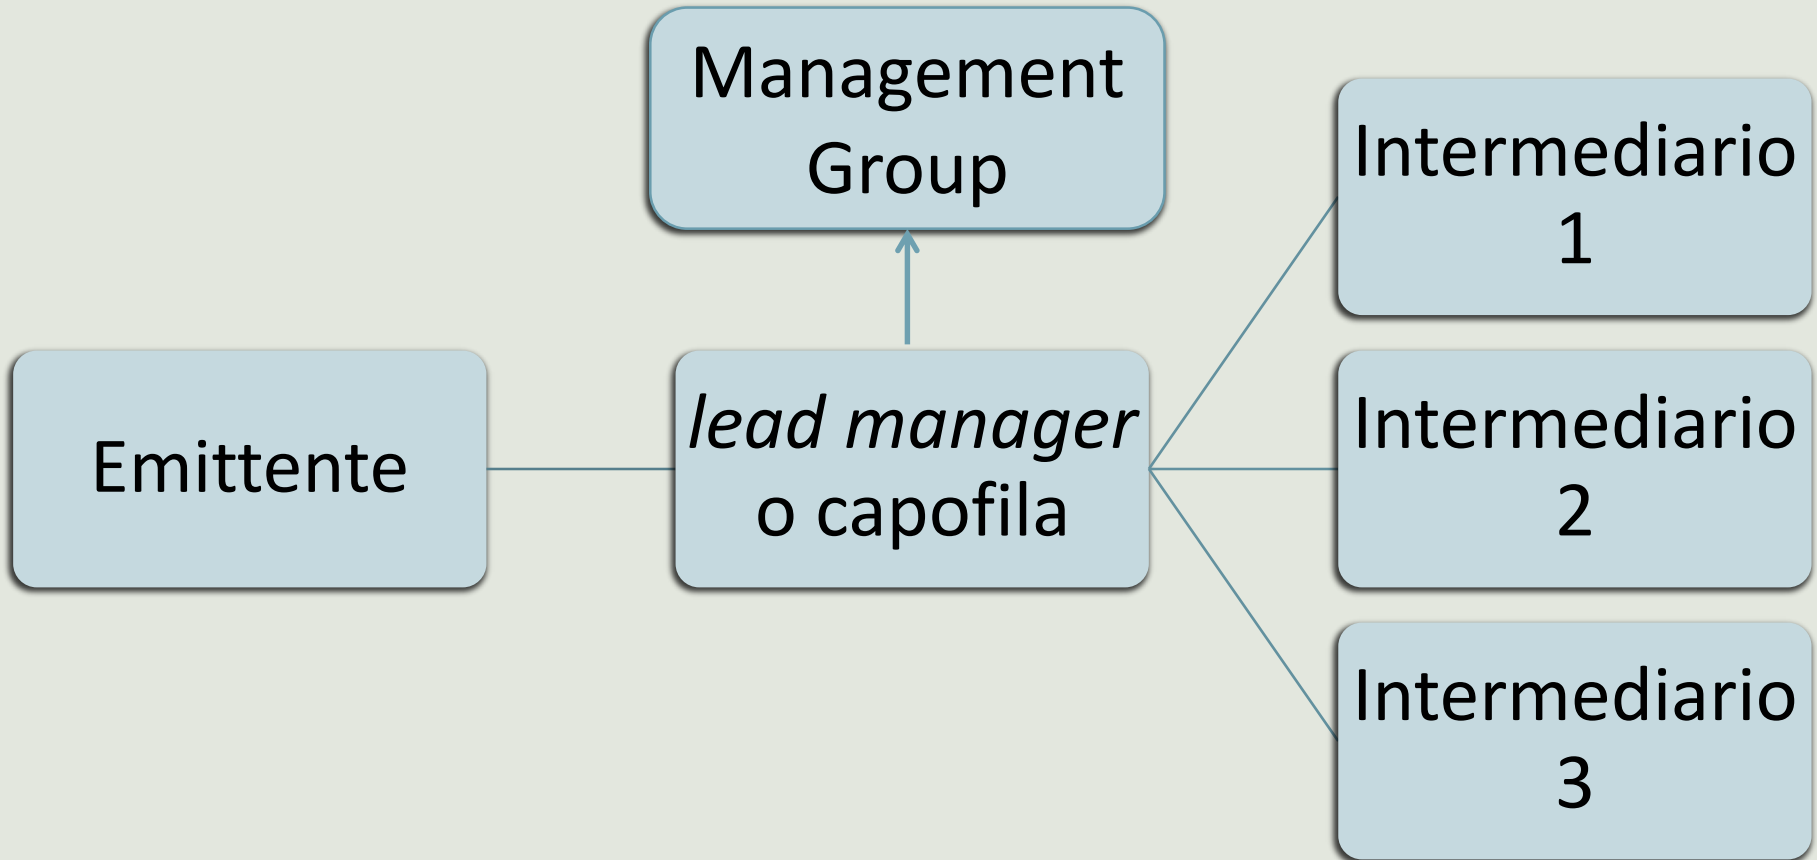 Management
Group
Emittente
lead manager
o capofila
Intermediario
1
Intermediario
2
Intermediario
3